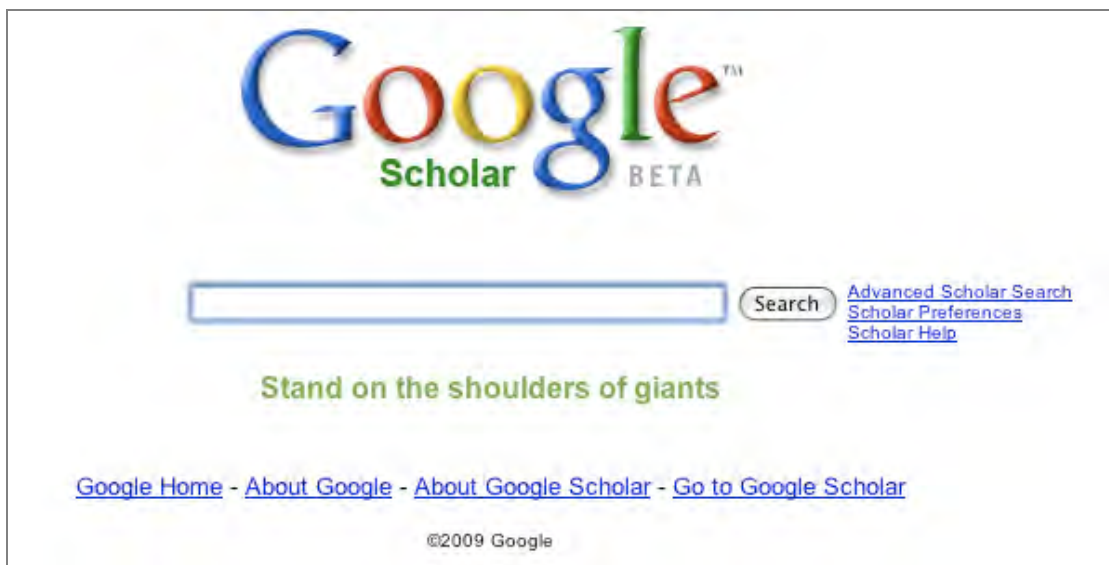 Google™
Scholar BETA
Search
Advanced Scholar Search
Scholar Preferences
Scholar Help
Stand on the shoulders of giants
Google Home - About Google - About Google Scholar - Go to Google Scholar
©2009 Google